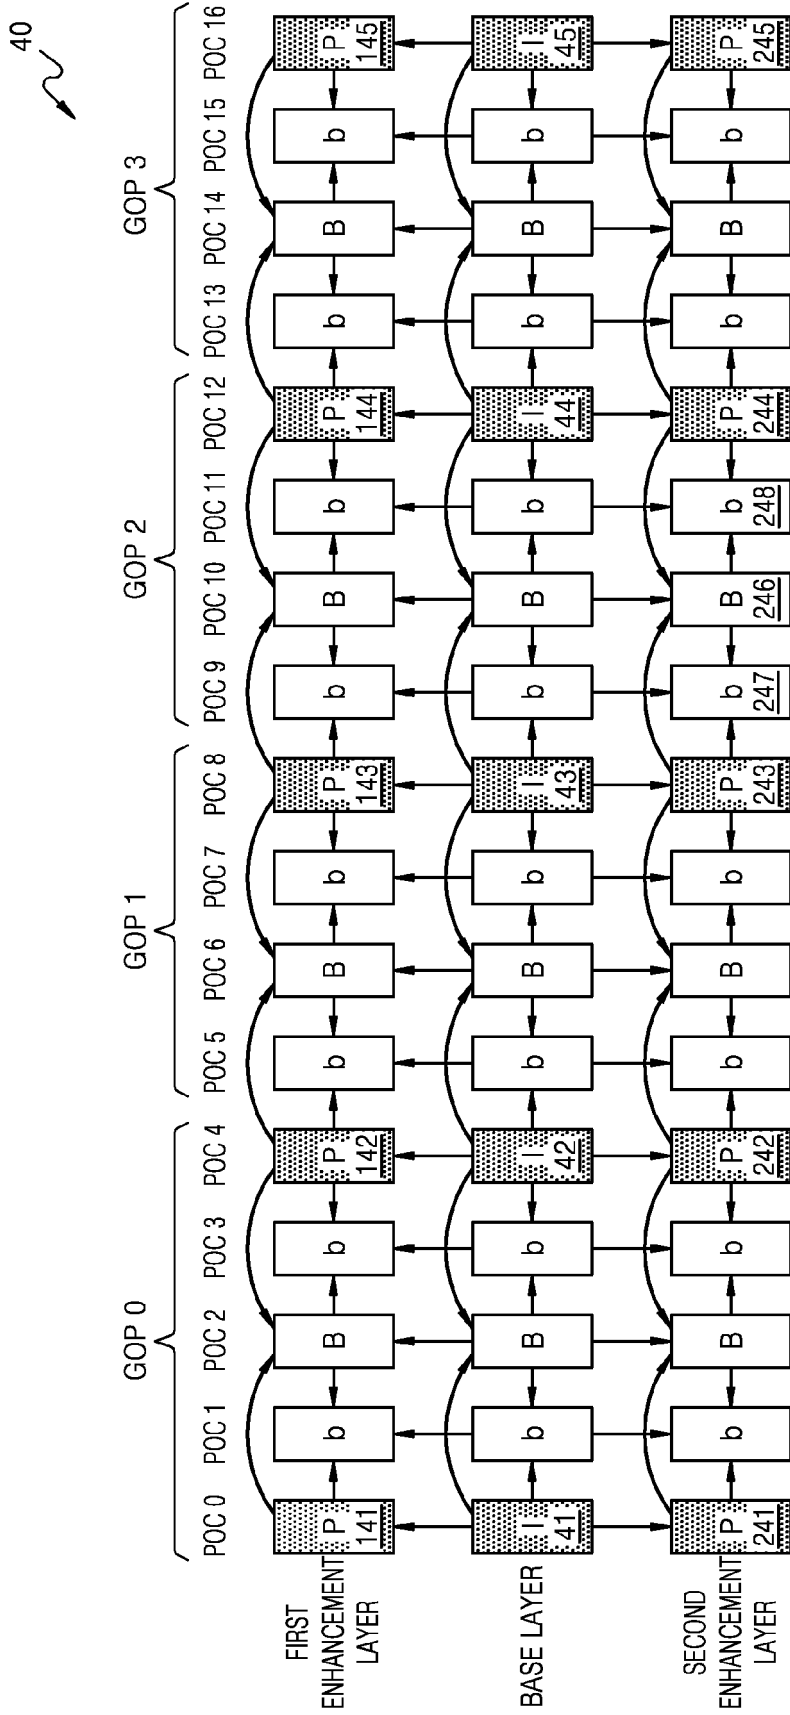 40
GOP 0 GOP 1 GOP 2 GOP 3
POC 0 POC 1 POC 2 POC 3 POC 4 POC 5 POC 6 POC 7 POC 8 POC 9 POC 10 POC 11 POC 12 POC 13 POC 14 POC 15 POC 16
FIRST
ENHANCEMENT
LAYER
P b B b P b B b P b B b P b B b P
141 142 143 144 145
BASE LAYER
I b B b I b B b I b B b I b B b I
41 42 43 44 45
SECOND
ENHANCEMENT
LAYER
P b B b P b B b P b B b P b B b P
241 242 243 247 246 248 244 245